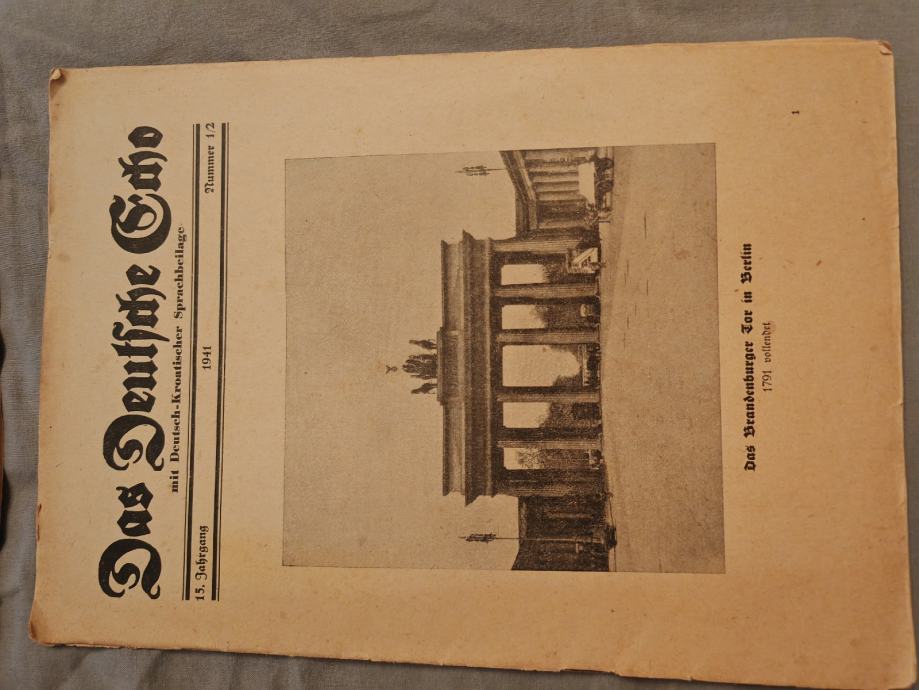 Das Deutsche Echo
mit Deutsch-Kroatischer Sprachbeilage
15. Jahrgang 1941 Nummer 1/2
Das Brandenburger Tor in Berlin
1791 vollendet
1